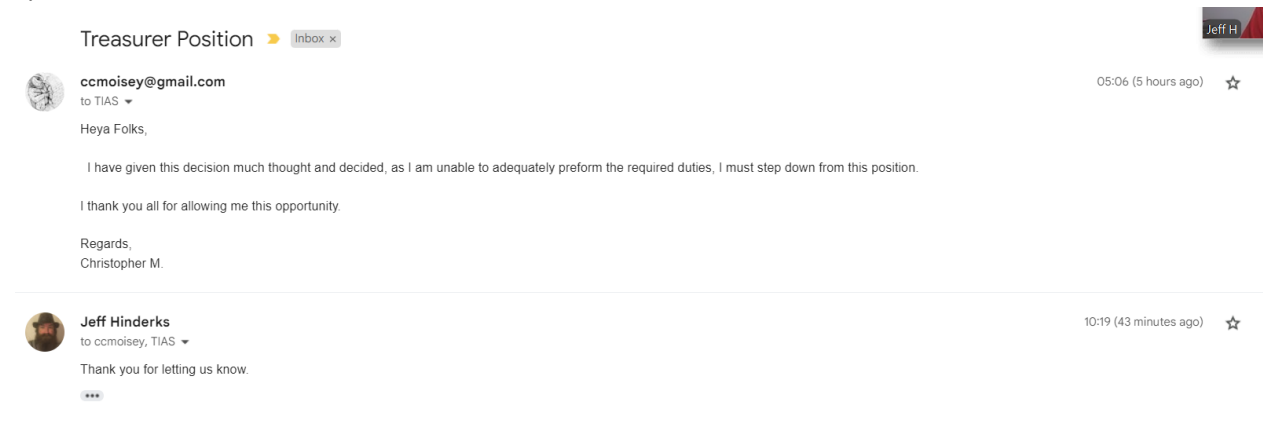 Treasurer Position Inbox ×
Jeff H
ccmoisey@gmail.com 05:06 (5 hours ago)
to TIAS
Heya Folks,
I have given this decision much thought and decided, as I am unable to adequately preform the required duties, I must step down from this position.
I thank you all for allowing me this opportunity.
Regards,
Christopher M.
Jeff Hinderks 10:19 (43 minutes ago)
to ccmoisey, TIAS
Thank you for letting us know.